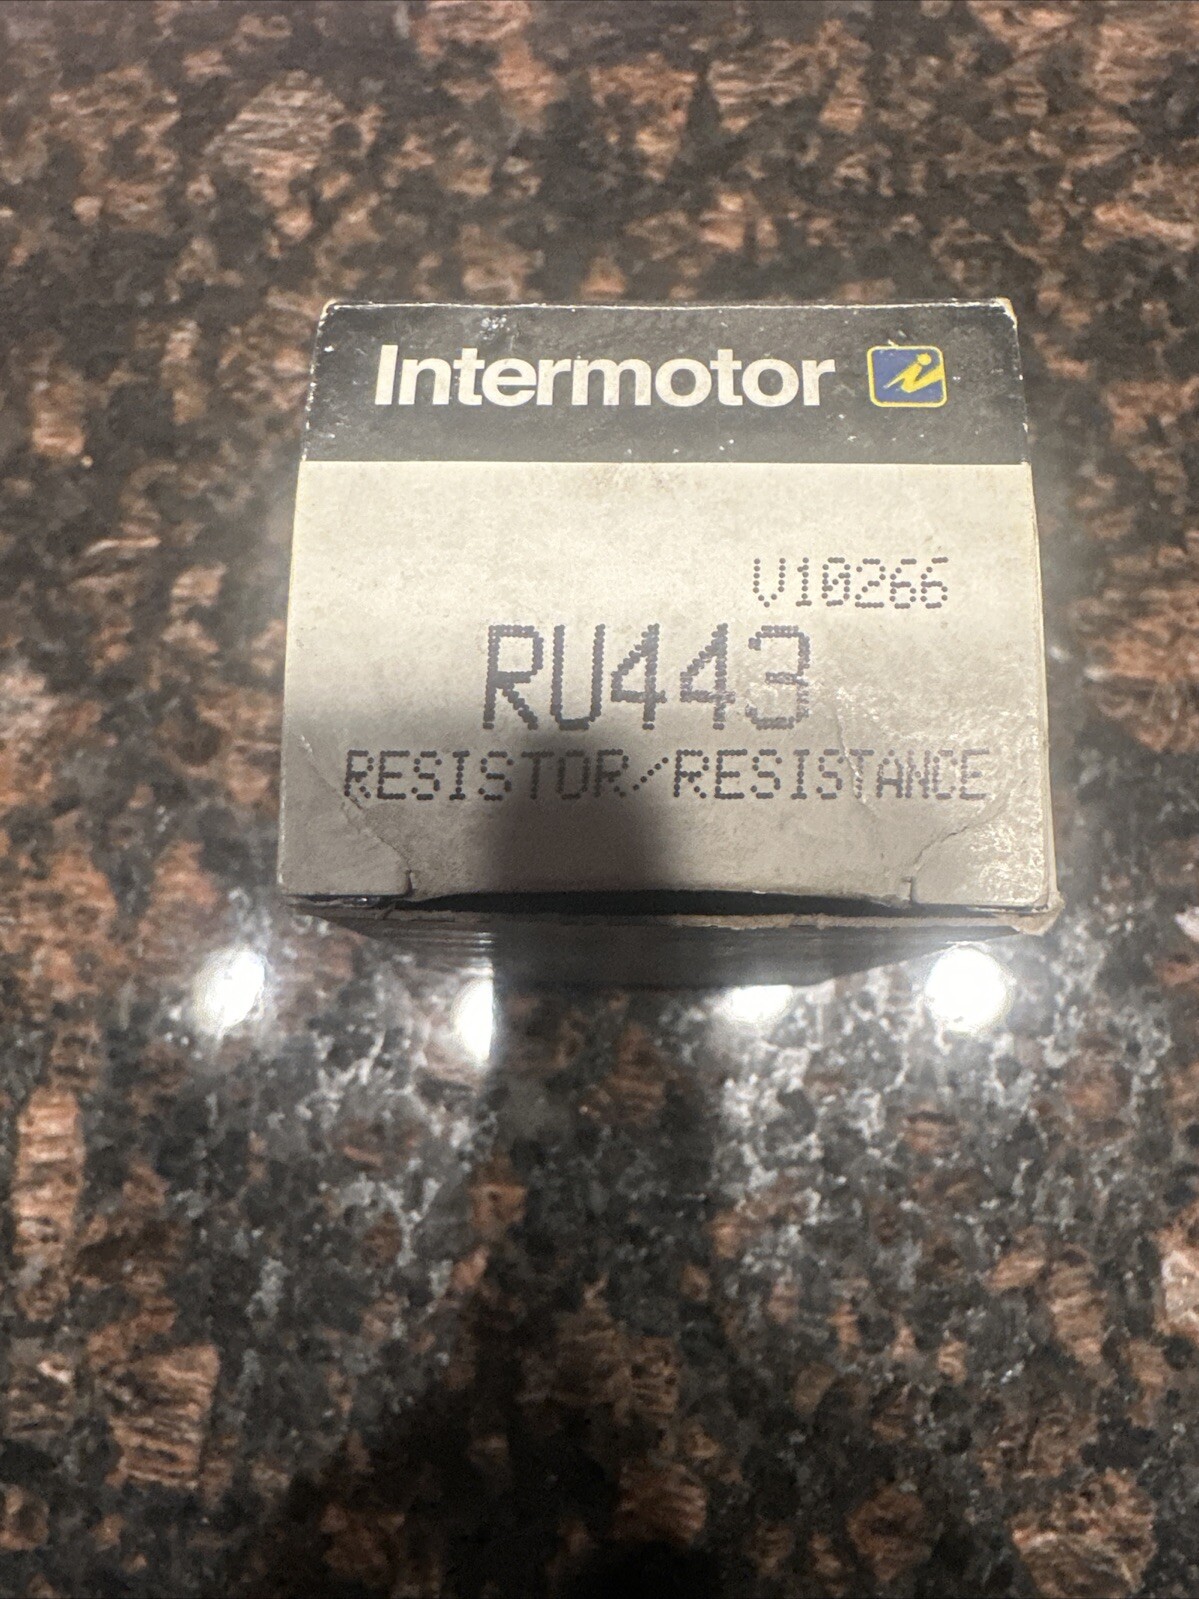 Intermotor
V10266
RU443
RESISTOR/RESISTANCE